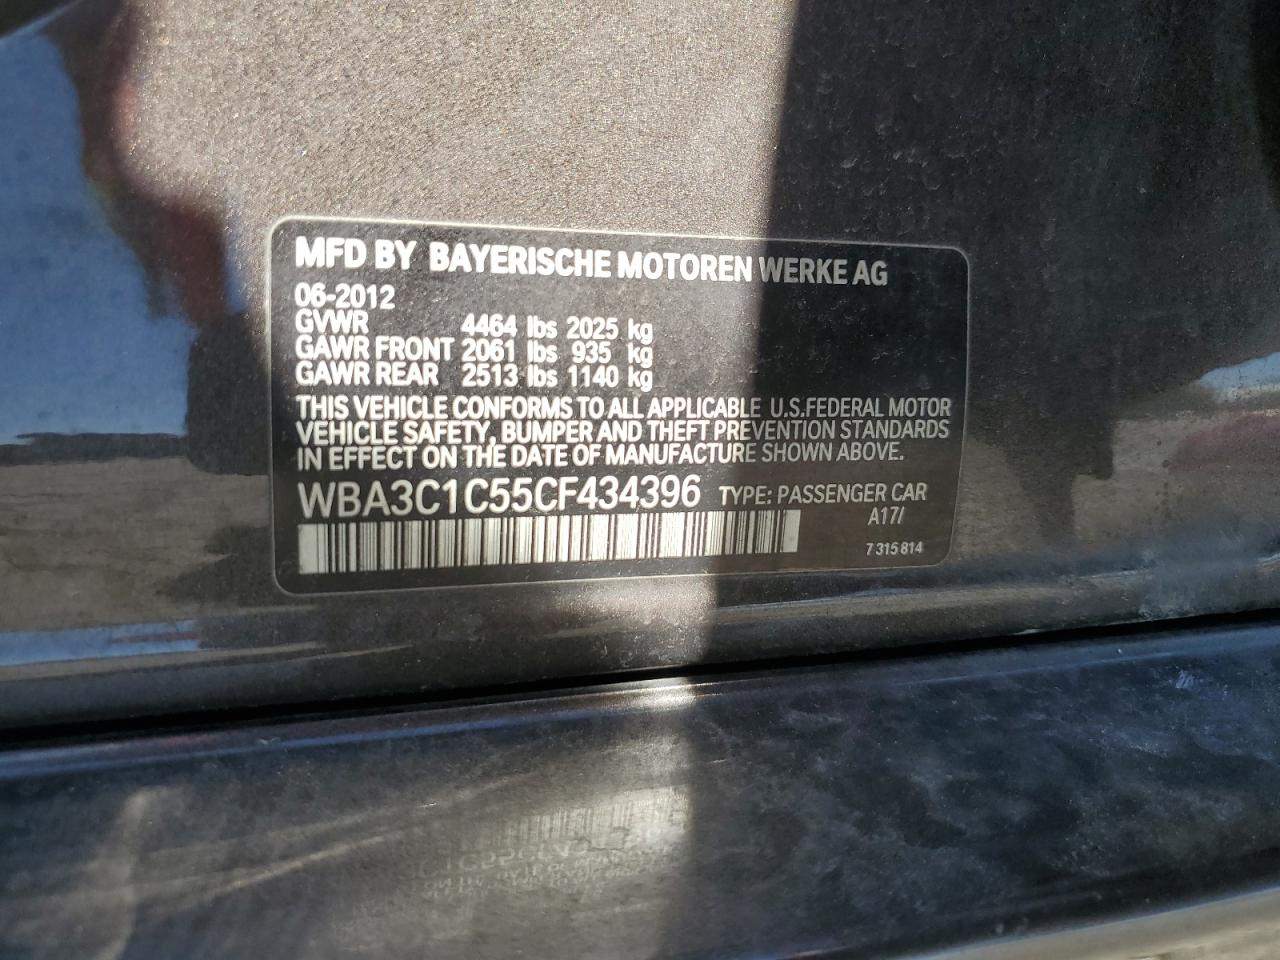 MFD BY BAYERISCHE MOTOREN WERKE AG
06-2012
GVWR 4464 lbs 2025 kg
GAWR FRONT 2061 lbs 935 kg
GAWR REAR 2513 lbs 1140 kg
THIS VEHICLE CONFORMS TO ALL APPLICABLE U.S.FEDERAL MOTOR
VEHICLE SAFETY, BUMPER AND THEFT PREVENTION STANDARDS
IN EFFECT ON THE DATE OF MANUFACTURE SHOWN ABOVE.
WBA3C1C55CF434396 TYPE: PASSENGER CAR
A17/
7 315 814